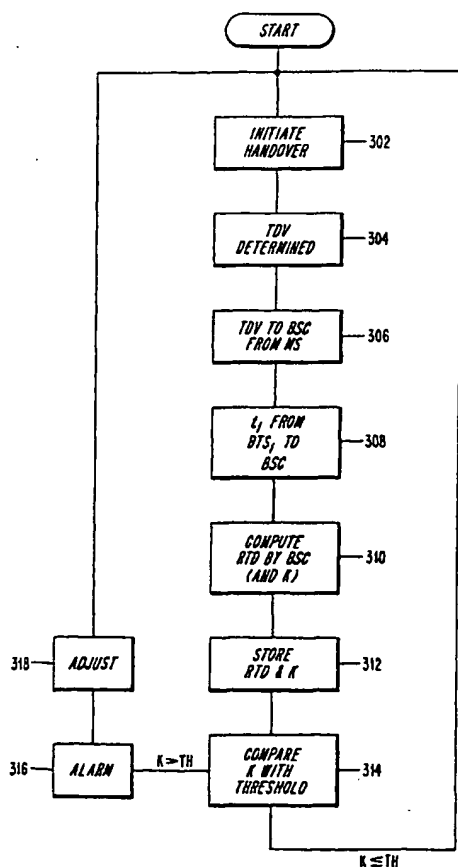 START
INITIATE
HANDOVER
302
TDV
DETERMINED
304
TDV TO BSC
FROM MS
306
t₁ FROM
BTS₁ TO
BSC
308
COMPUTE
RTD BY BSC
(AND K)
310
STORE
RTD & K
312
318
ADJUST
316
ALARM
K>TH
COMPARE
K WITH
THRESHOLD
314
K≤TH